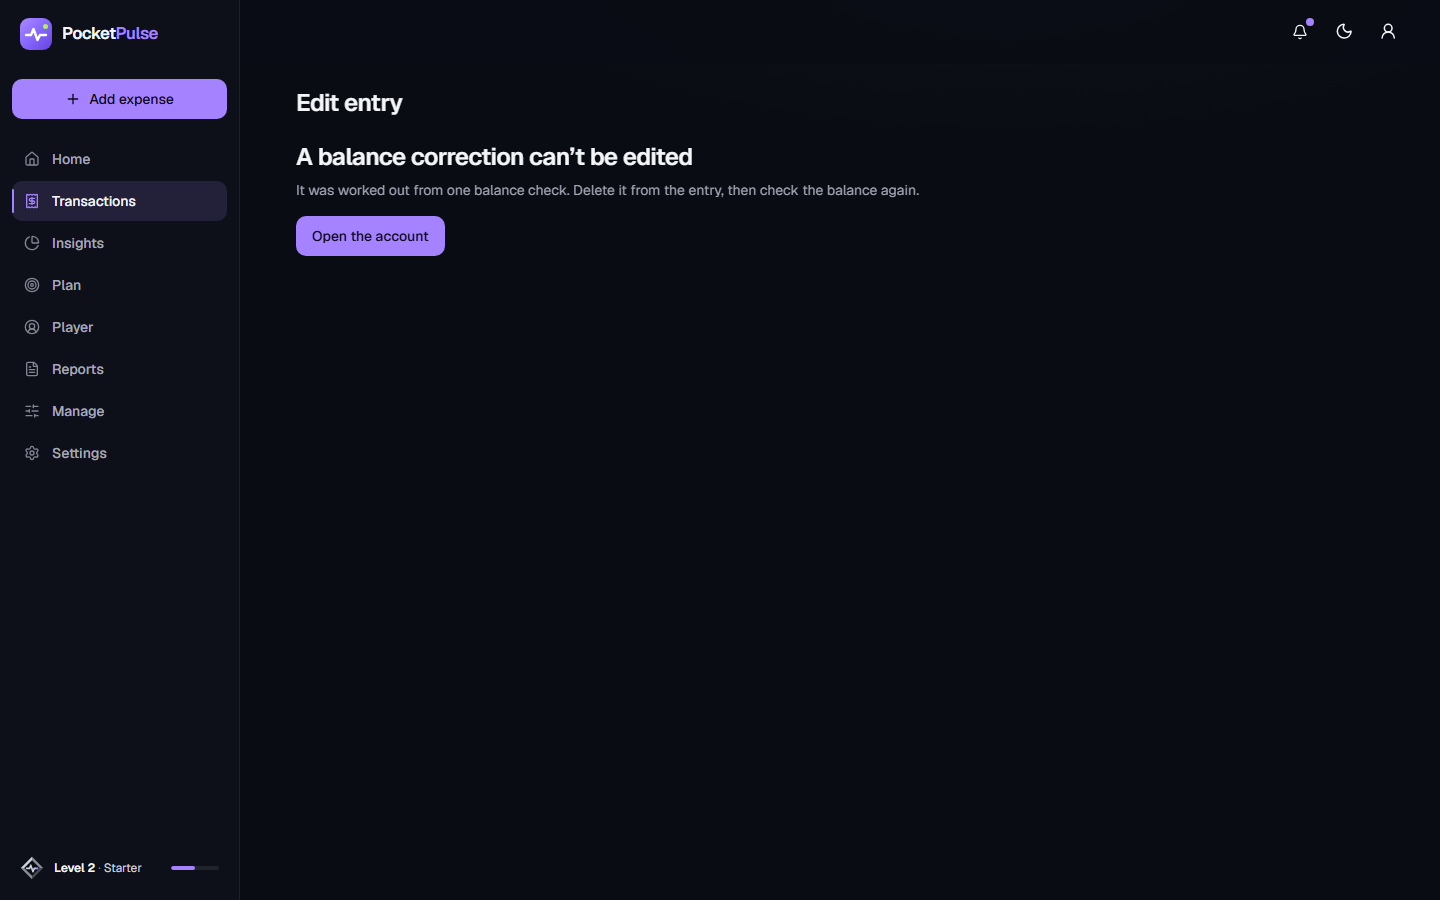 PocketPulse
Add expense
Home
Transactions
Insights
Plan
Player
Reports
Manage
Settings
Level 2 · Starter
Edit entry
A balance correction can’t be edited
It was worked out from one balance check. Delete it from the entry, then check the balance again.
Open the account